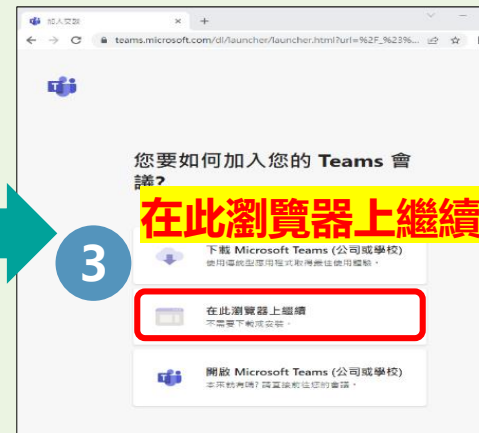 加入交談
teams.microsoft.com/dl/launcher/launcher.html?url=%2F_%23%...
您要如何加入您的 Teams 會
議?
在此瀏覽器上繼續
3
下載 Microsoft Teams (公司或學校)
使用傳統型應用程式取得最佳使用體驗。
在此瀏覽器上繼續
不需要下載或安裝。
開啟 Microsoft Teams (公司或學校)
本來就有嗎? 請直接前往您的會議。